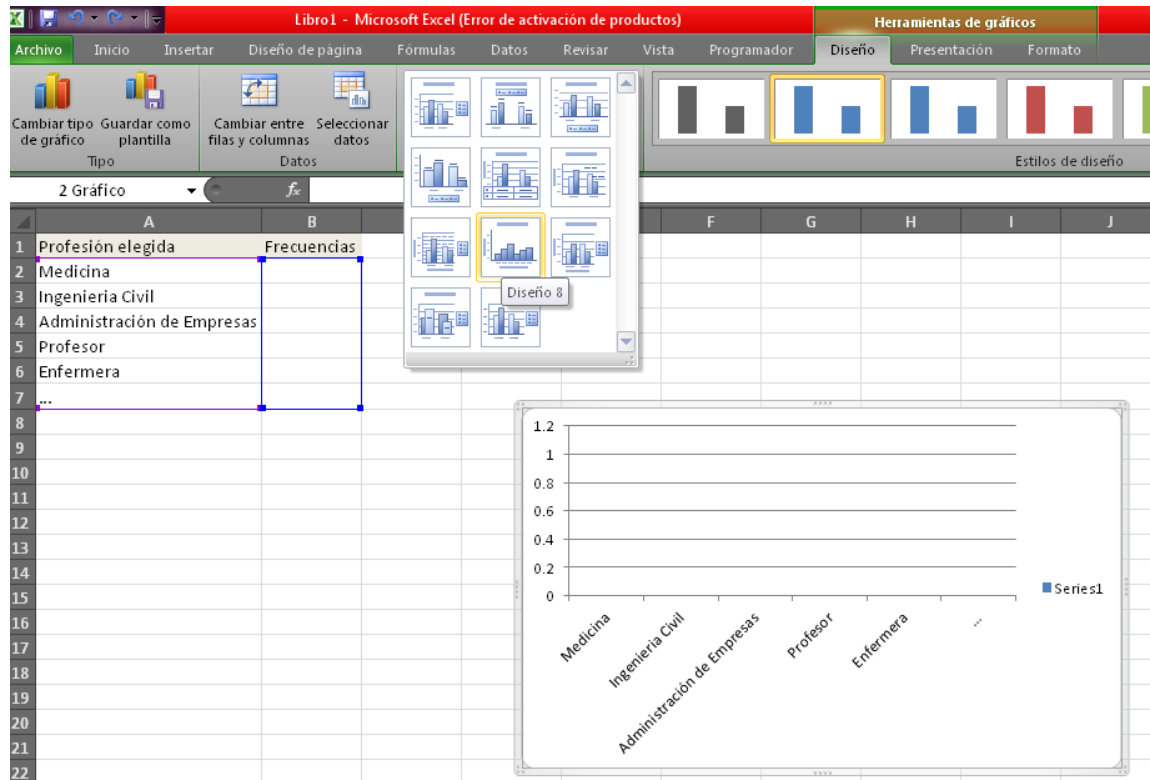 Libro1 - Microsoft Excel (Error de activación de productos)
Herramientas de gráficos
Archivo Inicio Insertar Diseño de página Fórmulas Datos Revisar Vista Programador Diseño Presentación Formato
Cambiar tipo de gráfico
Guardar como plantilla
Cambiar entre filas y columnas
Seleccionar datos
Tipo
Datos
Estilos de diseño
2 Gráfico
fx
A B F G H I J
1 Profesión elegida Frecuencias
2 Medicina
3 Ingenieria Civil
4 Administración de Empresas
5 Profesor
6 Enfermera
7 ...
8
9
10
11
12
13
14
15
16
17
18
19
20
21
22
Diseño 8
1.2
1
0.8
0.6
0.4
0.2
0
Medicina
Ingenieria Civil
Administración de Empresas
Profesor
Enfermera
...
Series1